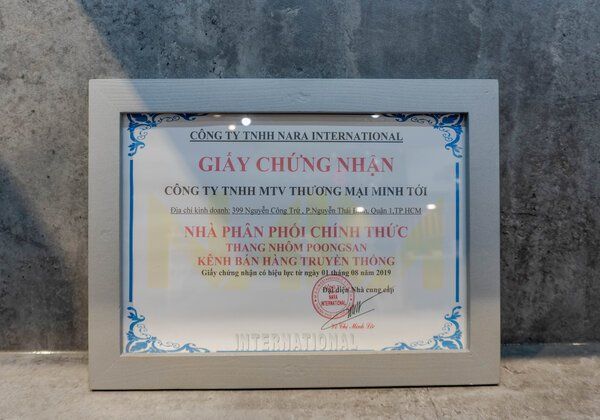 CÔNG TY TNHH NARA INTERNATIONAL
GIẤY CHỨNG NHẬN
CÔNG TY TNHH MTV THƯƠNG MẠI MINH TỚI
Địa chỉ kinh doanh: 399 Nguyễn Công Trứ , P.Nguyễn Thái Quận 1,TP.HCM
NHÀ PHÂN PHỐI CHÍNH THỨC
THANG NHÔM POONGSAN
KÊNH BÁN HÀNG TRUYỀN THỐNG
Giấy chứng nhận có hiệu lực từ ngày 01 tháng 08 năm 2019
Đại diện Nhà cung cấp
NARA
INTERNATIONAL
INTERNATIONAL